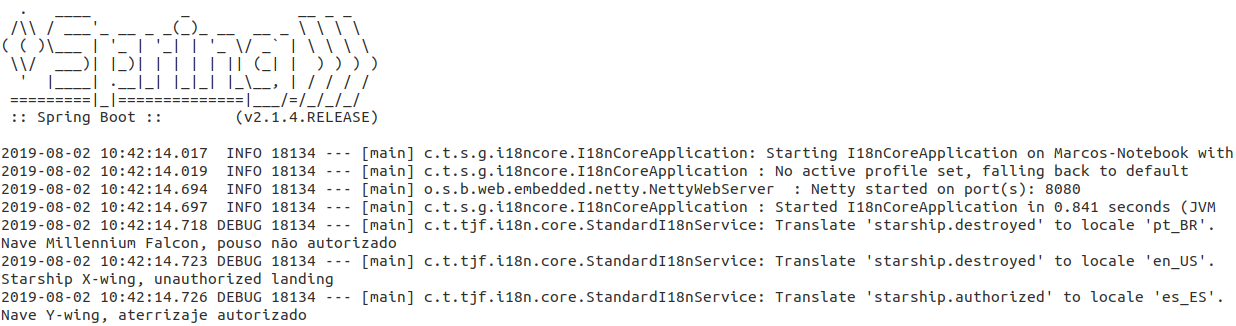 .   ____          _            __ _ _
 /\\ / ___'_ __ _ _(_)_ __  __ _ \ \ \ \
( ( )\___ | '_ | '_| | '_ \/ _` | \ \ \ \
 \\/  ___)| |_)| | | | | || (_| |  ) ) ) )
  '  |____| .__|_| |_|_| |_\__, | / / / /
 =========|_|==============|___/=/_/_/_/
 :: Spring Boot ::        (v2.1.4.RELEASE)

2019-08-02 10:42:14.017  INFO 18134 --- [main] c.t.s.g.i18ncore.I18nCoreApplication: Starting I18nCoreApplication on Marcos-Notebook with
2019-08-02 10:42:14.019  INFO 18134 --- [main] c.t.s.g.i18ncore.I18nCoreApplication : No active profile set, falling back to default
2019-08-02 10:42:14.694  INFO 18134 --- [main] o.s.b.web.embedded.netty.NettyWebServer  : Netty started on port(s): 8080
2019-08-02 10:42:14.697  INFO 18134 --- [main] c.t.s.g.i18ncore.I18nCoreApplication : Started I18nCoreApplication in 0.841 seconds (JVM
2019-08-02 10:42:14.718 DEBUG 18134 --- [main] c.t.tjf.i18n.core.StandardI18nService: Translate 'starship.destroyed' to locale 'pt_BR'.
Nave Millennium Falcon, pouso não autorizado
2019-08-02 10:42:14.723 DEBUG 18134 --- [main] c.t.tjf.i18n.core.StandardI18nService: Translate 'starship.destroyed' to locale 'en_US'.
Starship X-wing, unauthorized landing
2019-08-02 10:42:14.726 DEBUG 18134 --- [main] c.t.tjf.i18n.core.StandardI18nService: Translate 'starship.authorized' to locale 'es_ES'.
Nave Y-wing, aterrizaje autorizado